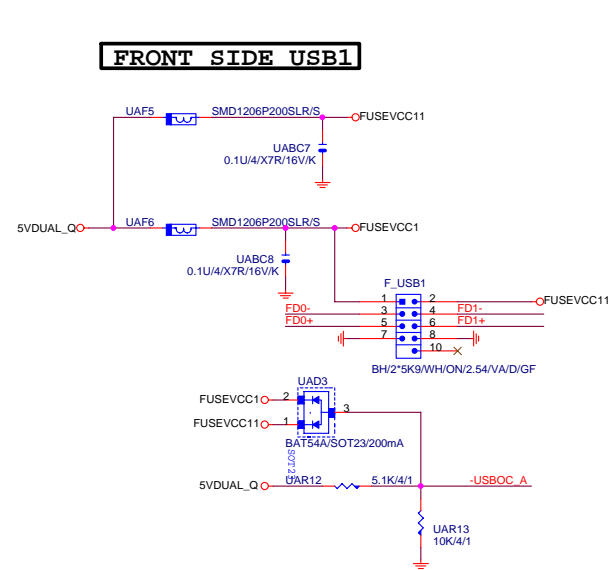 FRONT SIDE USB1
UAF5 SMD1206P200SLR/S FUSEVCC11
UABC7
0.1U/4/X7R/16V/K
5VDUAL_Q UAF6 SMD1206P200SLR/S FUSEVCC1
UABC8
0.1U/4/X7R/16V/K
F_USB1
1 2 FUSEVCC11
FD0- 3 4 FD1-
FD0+ 5 6 FD1+
7 8
10
BH/2*5K9/WH/ON/2.54/VA/D/GF
UAD3
FUSEVCC1 2
3
FUSEVCC11 1
BAT54A/SOT23/200mA
SOT23
5VDUAL_Q UAR12 5.1K/4/1 -USBOC_A
UAR13
10K/4/1